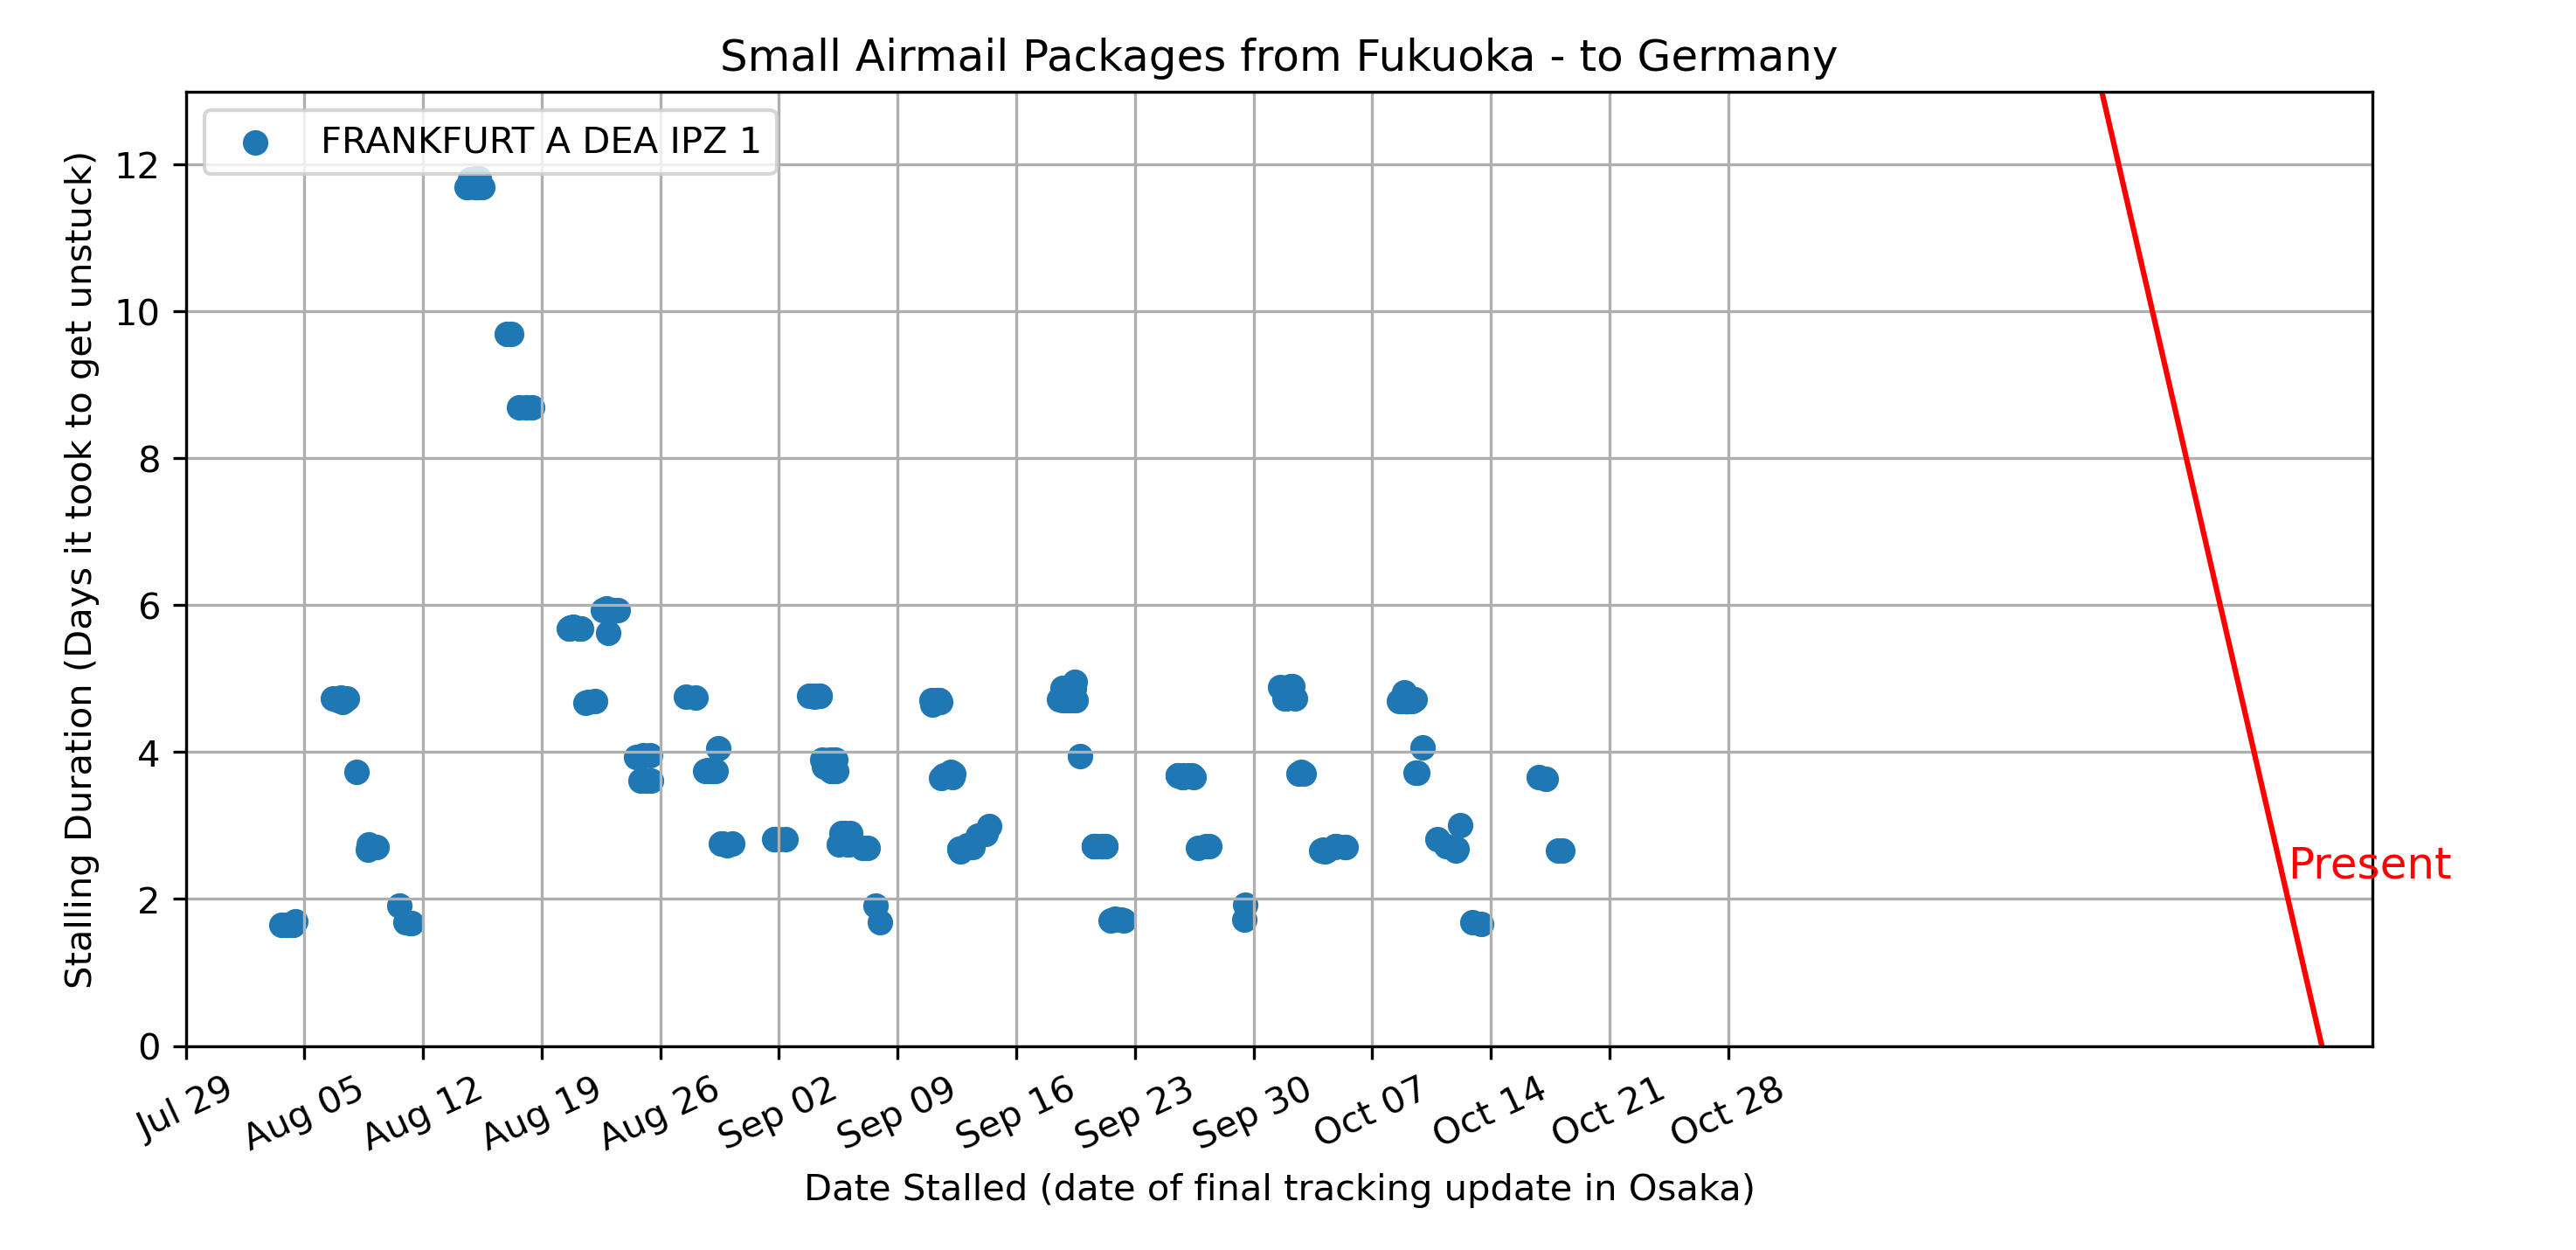 Small Airmail Packages from Fukuoka - to Germany
FRANKFURT A DEA IPZ 1
Stalling Duration (Days it took to get unstuck)
12
10
8
6
4
2
0
Present
Jul 29
Aug 05
Aug 12
Aug 19
Aug 26
Sep 02
Sep 09
Sep 16
Sep 23
Sep 30
Oct 07
Oct 14
Oct 21
Oct 28
Date Stalled (date of final tracking update in Osaka)